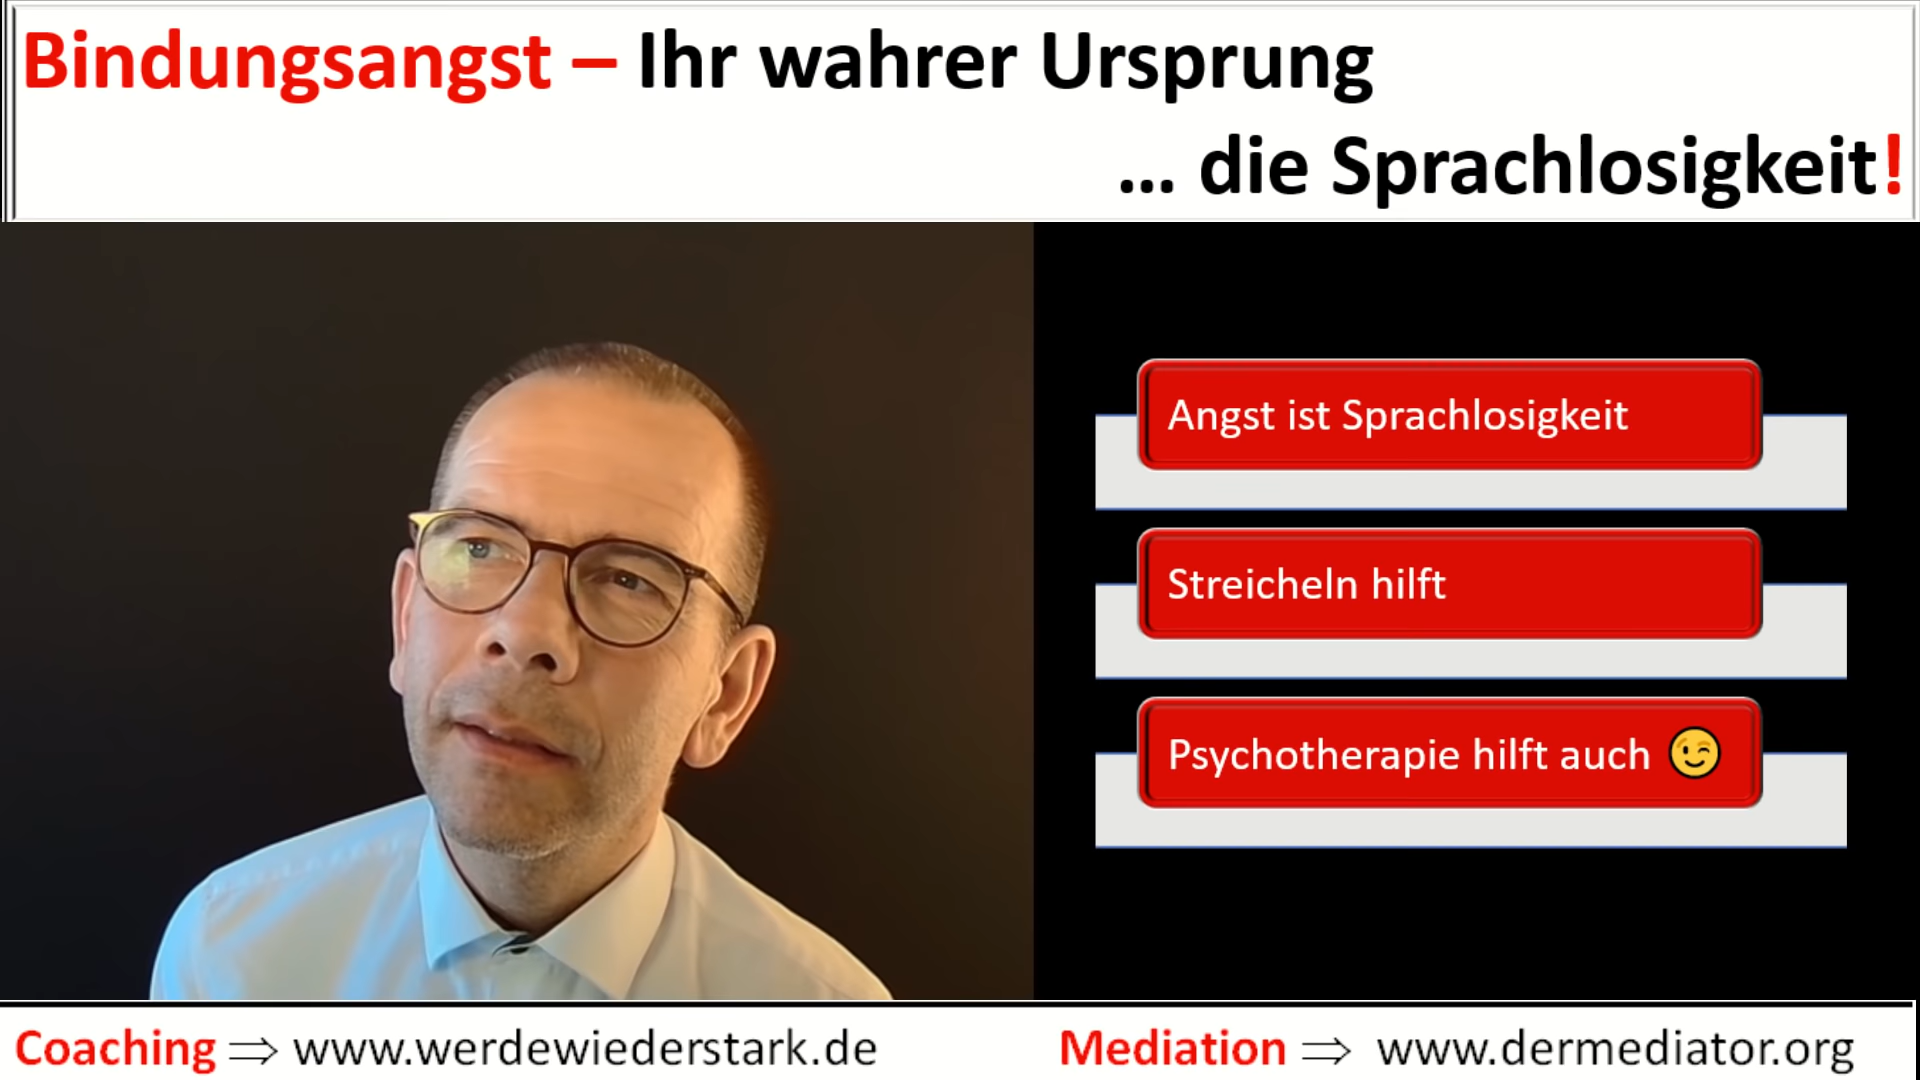 Bindungsangst – Ihr wahrer Ursprung
... die Sprachlosigkeit!
Angst ist Sprachlosigkeit
Streicheln hilft
Psychotherapie hilft auch 😉
Coaching ⇒ www.werdewiederstark.de
Mediation ⇒ www.dermediator.org